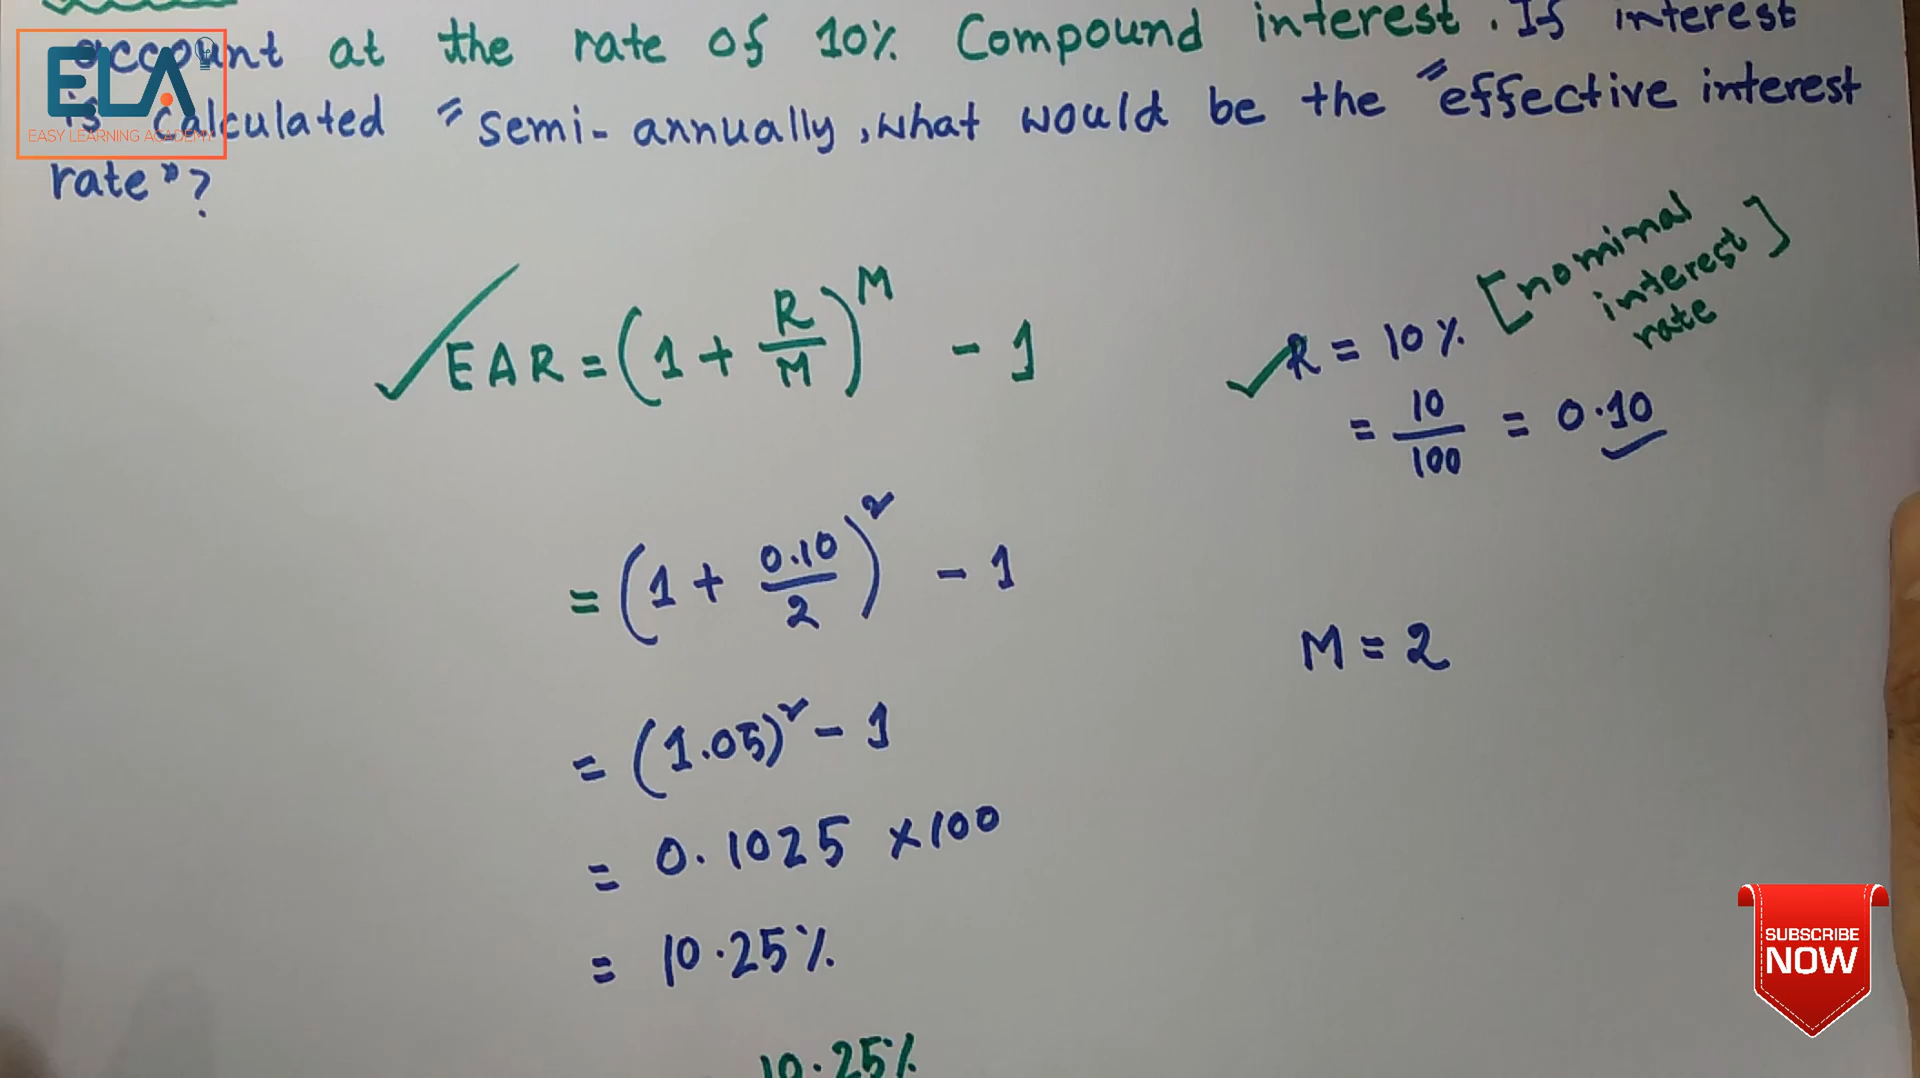 account at the rate of 10% Compound interest. If interest
is calculated "semi-annually, what would be the "effective interest
rate"?
ELA
EASY LEARNING ACADEMY
✓EAR = (1 + R/M)^M - 1
✓R = 10% [nominal interest rate]
= 10/100 = 0.10
= (1 + 0.10/2)^2 - 1
M = 2
= (1.05)^2 - 1
= 0.1025 ×100
= 10.25%
10.25%
SUBSCRIBE
NOW